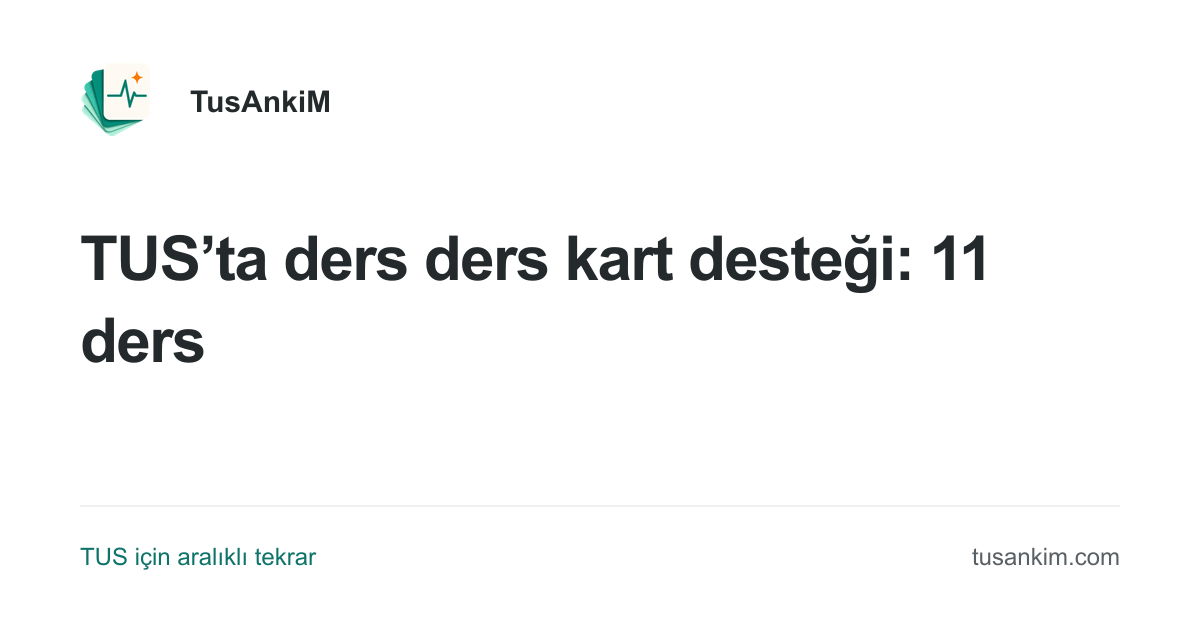 TusAnkiM
TUS’ta ders ders kart desteği: 11
ders
TUS için aralıklı tekrar
tusankim.com